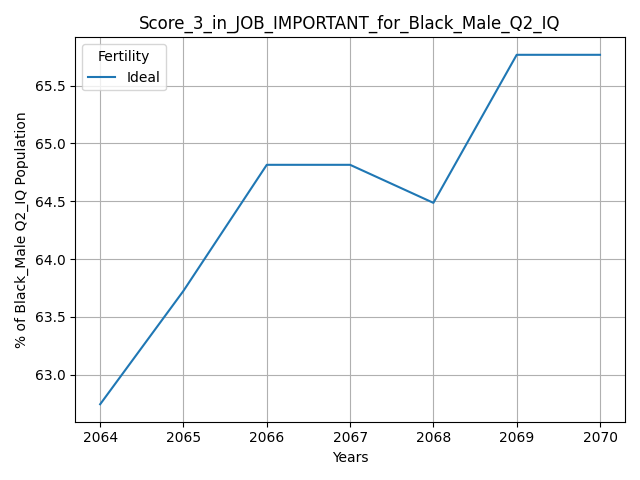 Score_3_in_JOB_IMPORTANT_for_Black_Male_Q2_IQ
Fertility
Ideal
% of Black_Male Q2_IQ Population
65.5
65.0
64.5
64.0
63.5
63.0
2064 2065 2066 2067 2068 2069 2070
Years